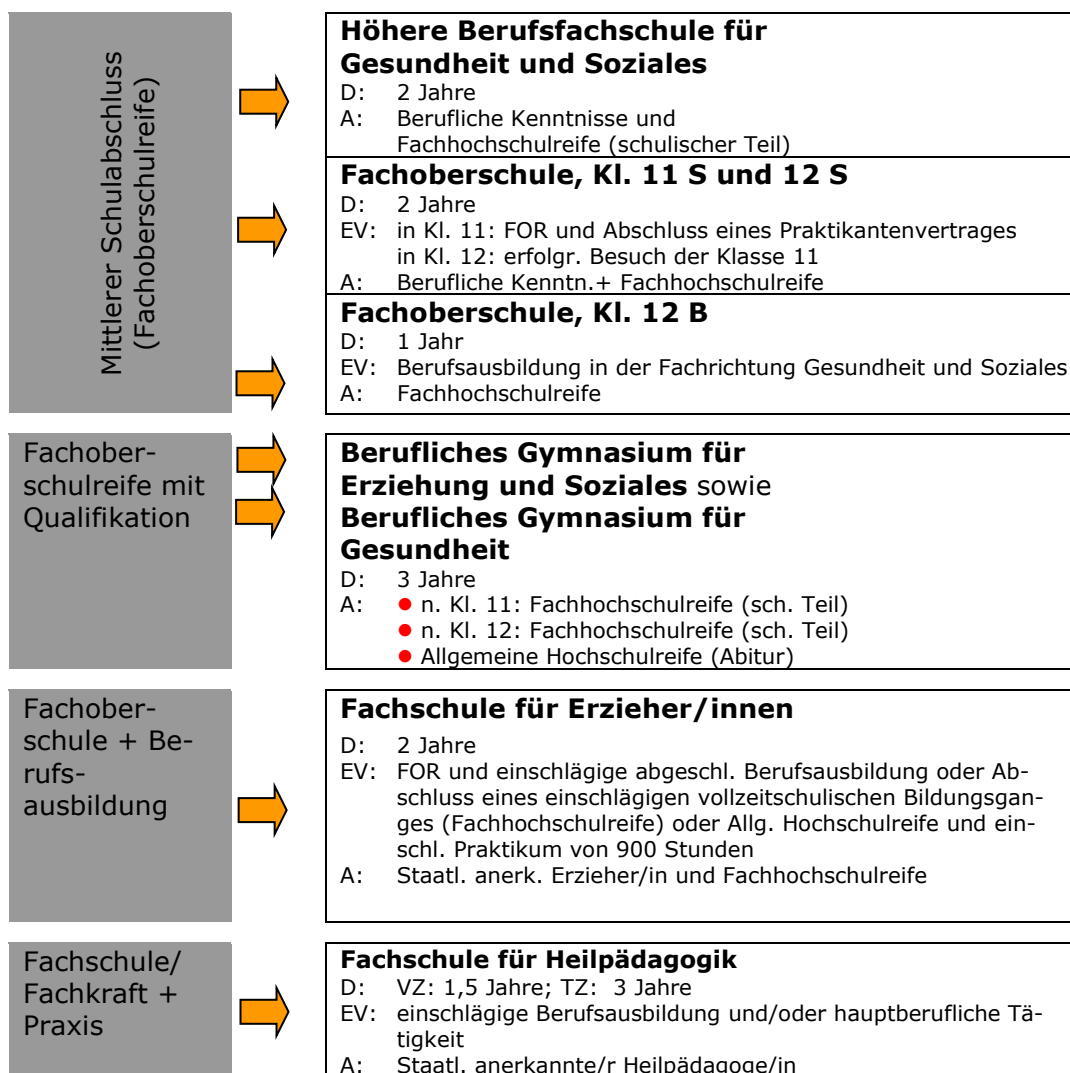 Mittlerer Schulabschluss
(Fachoberschulreife)
Höhere Berufsfachschule für
Gesundheit und Soziales
D: 2 Jahre
A: Berufliche Kenntnisse und
Fachhochschulreife (schulischer Teil)
Fachoberschule, Kl. 11 S und 12 S
D: 2 Jahre
EV: in Kl. 11: FOR und Abschluss eines Praktikantenvertrages
in Kl. 12: erfolgr. Besuch der Klasse 11
A: Berufliche Kenntn.+ Fachhochschulreife
Fachoberschule, Kl. 12 B
D: 1 Jahr
EV: Berufsausbildung in der Fachrichtung Gesundheit und Soziales
A: Fachhochschulreife
Fachober-
schulreife mit
Qualifikation
Berufliches Gymnasium für
Erziehung und Soziales sowie
Berufliches Gymnasium für
Gesundheit
D: 3 Jahre
A: ● n. Kl. 11: Fachhochschulreife (sch. Teil)
● n. Kl. 12: Fachhochschulreife (sch. Teil)
● Allgemeine Hochschulreife (Abitur)
Fachober-
schule + Be-
rufs-
ausbildung
Fachschule für Erzieher/innen
D: 2 Jahre
EV: FOR und einschlägige abgeschl. Berufsausbildung oder Ab-
schluss eines einschlägigen vollzeitschulischen Bildungsgan-
ges (Fachhochschulreife) oder Allg. Hochschulreife und ein-
schl. Praktikum von 900 Stunden
A: Staatl. anerk. Erzieher/in und Fachhochschulreife
Fachschule/
Fachkraft +
Praxis
Fachschule für Heilpädagogik
D: VZ: 1,5 Jahre; TZ: 3 Jahre
EV: einschlägige Berufsausbildung und/oder hauptberufliche Tä-
tigkeit
A: Staatl. anerkannte/r Heilpädagoge/in